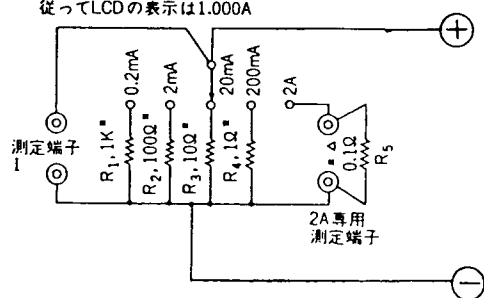 従ってLCDの表示は1.000A
+
0.2mA
2mA
20mA
200mA
2A
測定端子
I
R1, 1K※
R2, 100Ω※
R3, 10Ω※
R4, 1Ω※
※ △
0.1Ω
R5
2A専用
測定端子
−